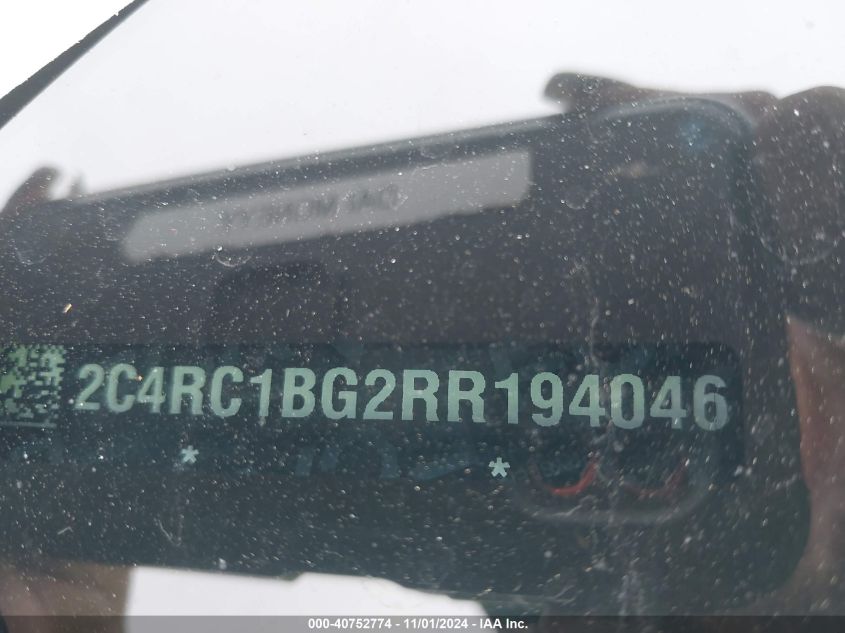 2C4RC1BG2RR194046
* *
000-40752774 - 11/01/2024 - IAA Inc.